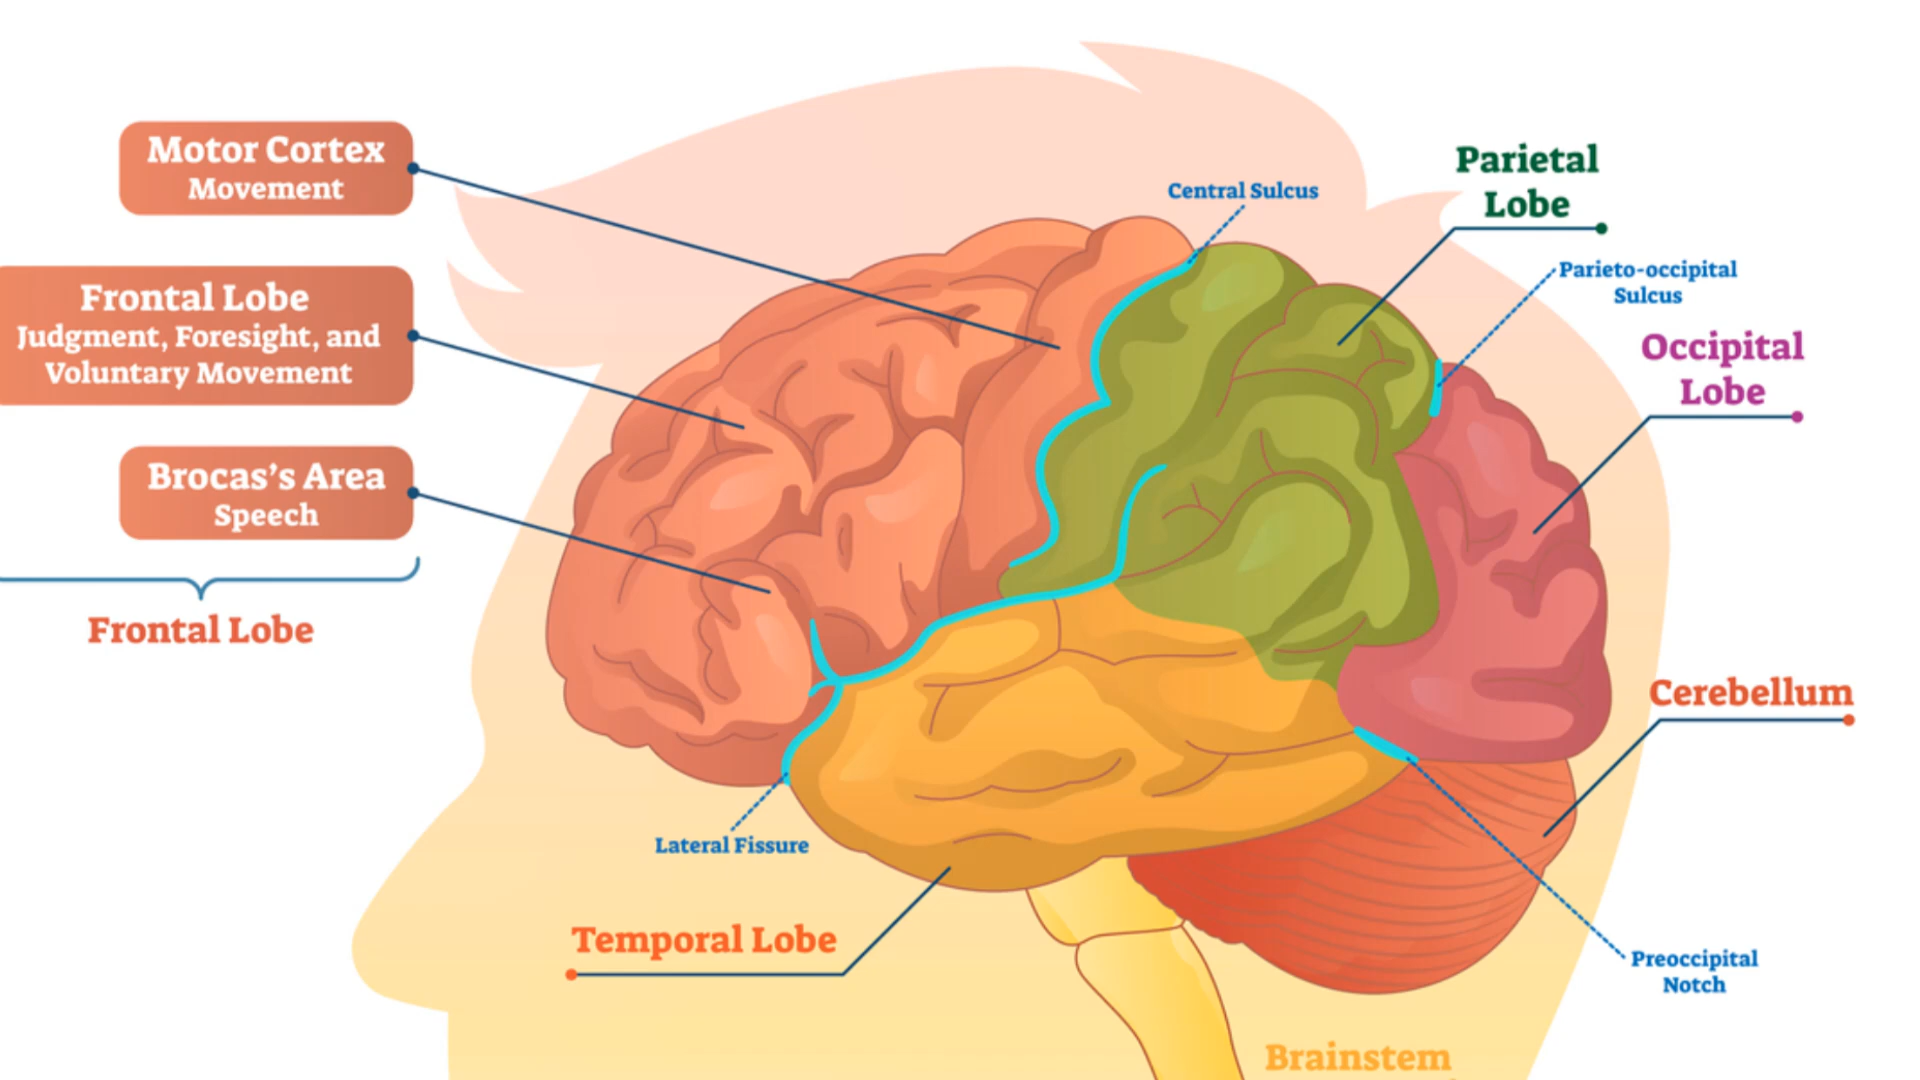 Motor Cortex
Movement
Frontal Lobe
Judgment, Foresight, and
Voluntary Movement
Brocas's Area
Speech
Frontal Lobe
Central Sulcus
Parietal
Lobe
Parieto-occipital
Sulcus
Occipital
Lobe
Cerebellum
Lateral Fissure
Temporal Lobe
Preoccipital
Notch
Brainstem